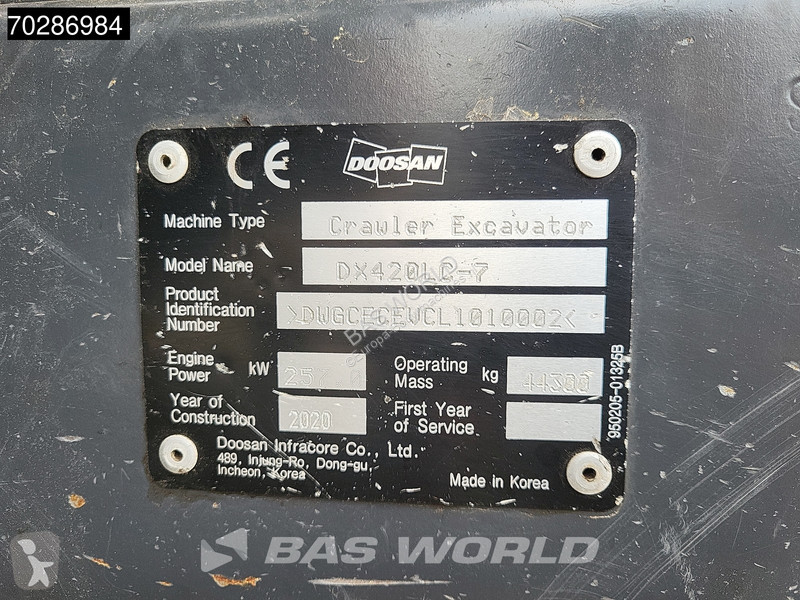 70286984
CE
DOOSAN
Machine Type Crawler Excavator
Model Name DX420LC-7
Product Identification Number >DWGCECEVCL1010002<
Engine Power kW Operating Mass kg 44300
Year of Construction 2020 First Year of Service
Doosan Infracore Co., Ltd.
489, Injung-Ro, Dong-gu,
Incheon, Korea
Made in Korea
950205-01325B
BAS WORLD